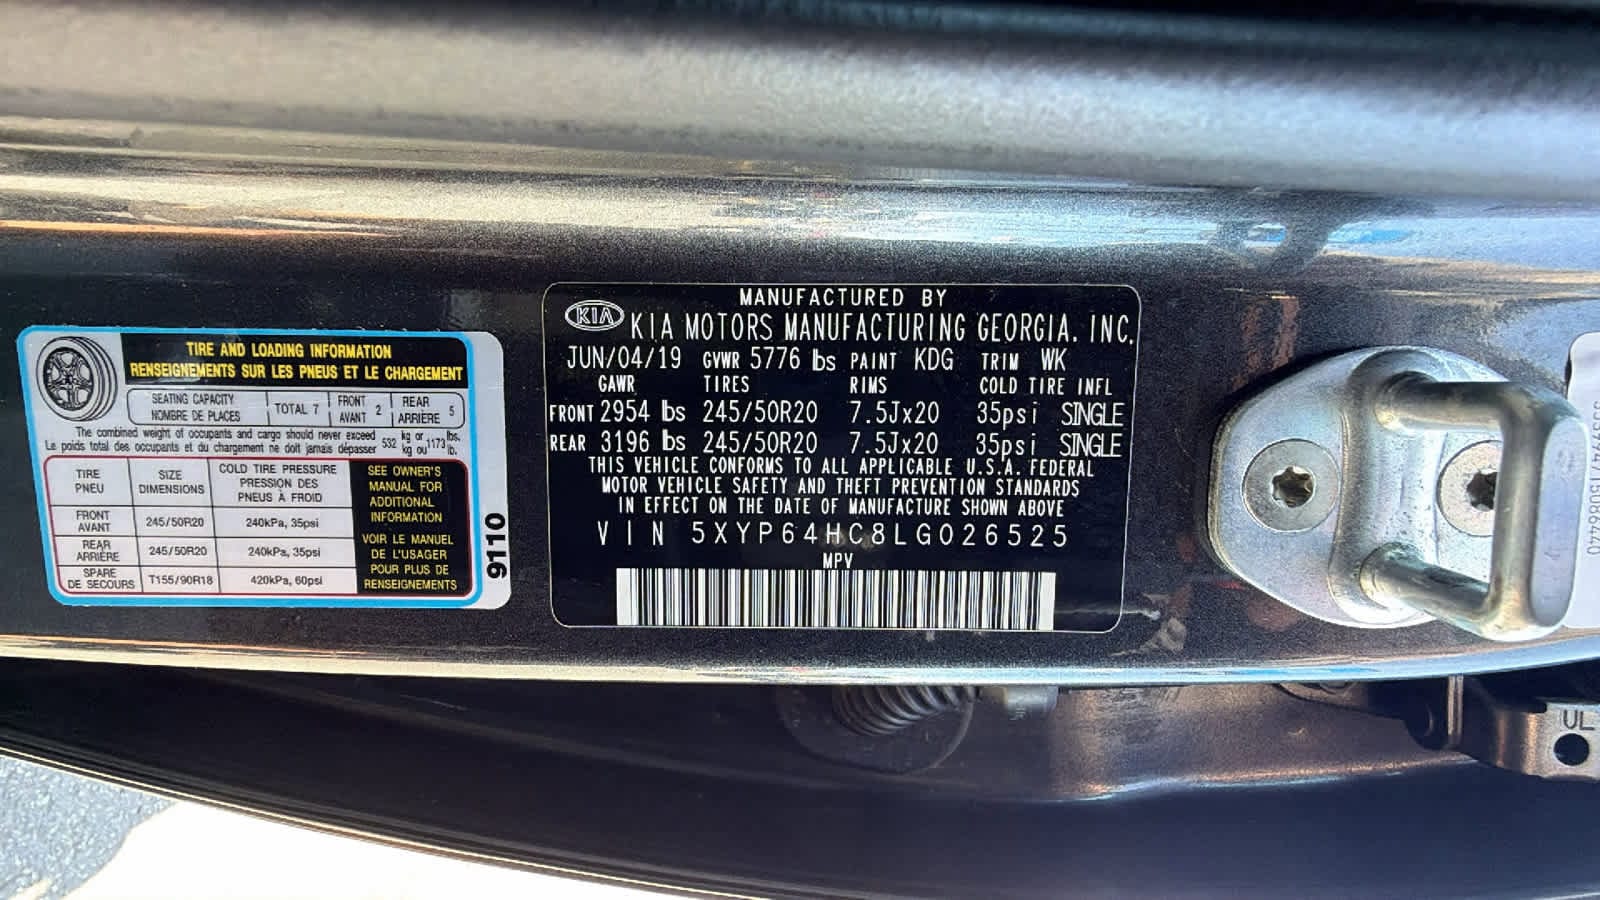 TIRE AND LOADING INFORMATION
RENSEIGNEMENTS SUR LES PNEUS ET LE CHARGEMENT
SEATING CAPACITY
NOMBRE DE PLACES
TOTAL 7
FRONT
AVANT 2
REAR
ARRIÈRE 5
The combined weight of occupants and cargo should never exceed 532 kg or 1173 lbs.
Le poids total des occupants et du chargement ne doit jamais dépasser kg ou lb.
TIRE
PNEU
SIZE
DIMENSIONS
COLD TIRE PRESSURE
PRESSION DES
PNEUS À FROID
FRONT
AVANT
245/50R20
240kPa, 35psi
REAR
ARRIÈRE
245/50R20
240kPa, 35psi
SPARE
DE SECOURS
T155/90R18
420kPa, 60psi
SEE OWNER'S
MANUAL FOR
ADDITIONAL
INFORMATION
VOIR LE MANUEL
DE L'USAGER
POUR PLUS DE
RENSEIGNEMENTS
9110
MANUFACTURED BY
KIA KIA MOTORS MANUFACTURING GEORGIA, INC.
JUN/04/19 GVWR 5776 lbs PAINT KDG TRIM WK
GAWR TIRES RIMS COLD TIRE INFL
FRONT 2954 lbs 245/50R20 7.5Jx20 35psi SINGLE
REAR 3196 lbs 245/50R20 7.5Jx20 35psi SINGLE
THIS VEHICLE CONFORMS TO ALL APPLICABLE U.S.A. FEDERAL
MOTOR VEHICLE SAFETY AND THEFT PREVENTION STANDARDS
IN EFFECT ON THE DATE OF MANUFACTURE SHOWN ABOVE
VIN 5XYP64HC8LG026525
MPV